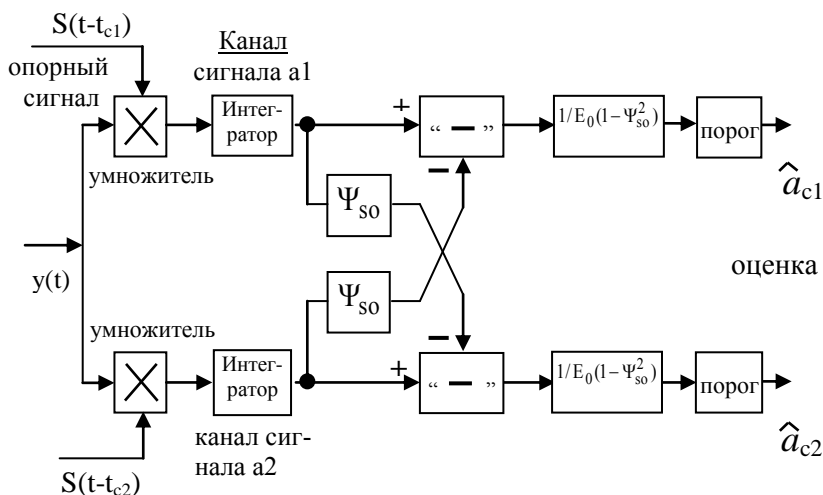 S(t-t_c1)
опорный
сигнал
Канал
сигнала a1
Интег-
ратор
умножитель
+
“ – ”
–
1/E_0(1-Ψ_so^2)
порог
â_c1
Ψ_so
Ψ_so
y(t)
оценка
умножитель
Интег-
ратор
+
–
“ – ”
1/E_0(1-Ψ_so^2)
порог
â_c2
канал сиг-
нала a2
S(t-t_c2)